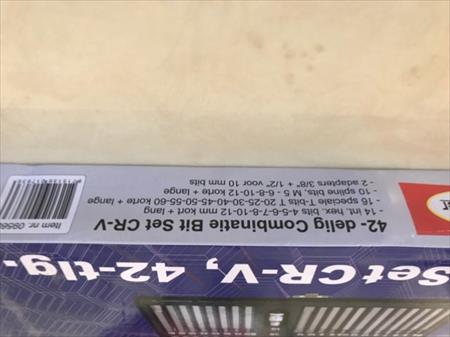 42- delig Combinatie Bit Set CR-V
- 14 int. hex bits 4-5-6-7-8-10-12 mm kort + lang
- 16 speciale T-bits T 20-25-30-40-45-50-55-60 korte + lange
- 10 spline bits, M 5 - 6-8-10-12 korte + lange
- 2 adapters 3/8" + 1/2" voor 10 mm bits
Item nr.
Set CR-V, 42-tlg.